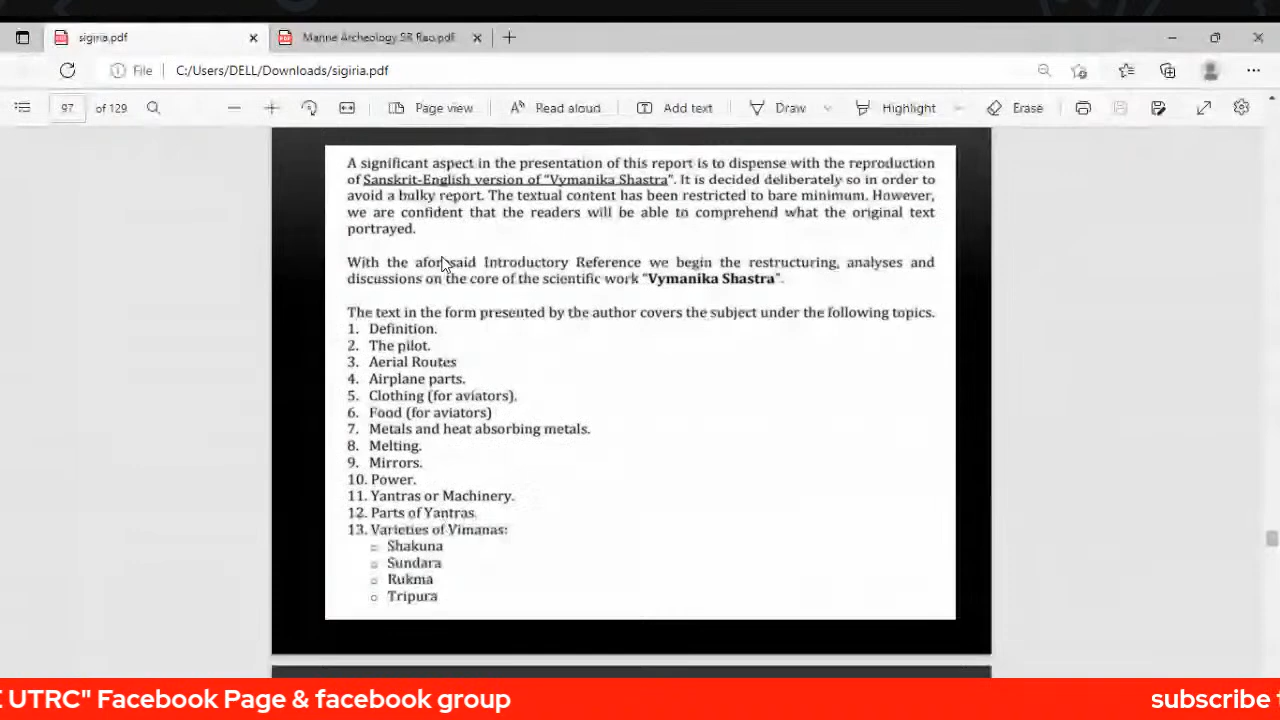 sigiria.pdf
Marine Archeology SR Rao.pdf
File C:/Users/DELL/Downloads/sigiria.pdf
97 of 129 Page view Read aloud Add text Draw Highlight Erase
A significant aspect in the presentation of this report is to dispense with the reproduction
of Sanskrit-English version of "Vymanika Shastra". It is decided deliberately so in order to
avoid a bulky report. The textual content has been restricted to bare minimum. However,
we are confident that the readers will be able to comprehend what the original text
portrayed.
With the aforesaid Introductory Reference we begin the restructuring, analyses and
discussions on the core of the scientific work "Vymanika Shastra".
The text in the form presented by the author covers the subject under the following topics.
1. Definition.
2. The pilot.
3. Aerial Routes
4. Airplane parts.
5. Clothing (for aviators).
6. Food (for aviators)
7. Metals and heat absorbing metals.
8. Melting.
9. Mirrors.
10. Power.
11. Yantras or Machinery.
12. Parts of Yantras.
13. Varieties of Vimanas:
○ Shakuna
○ Sundara
○ Rukma
○ Tripura
UTRC" Facebook Page & facebook group subscribe